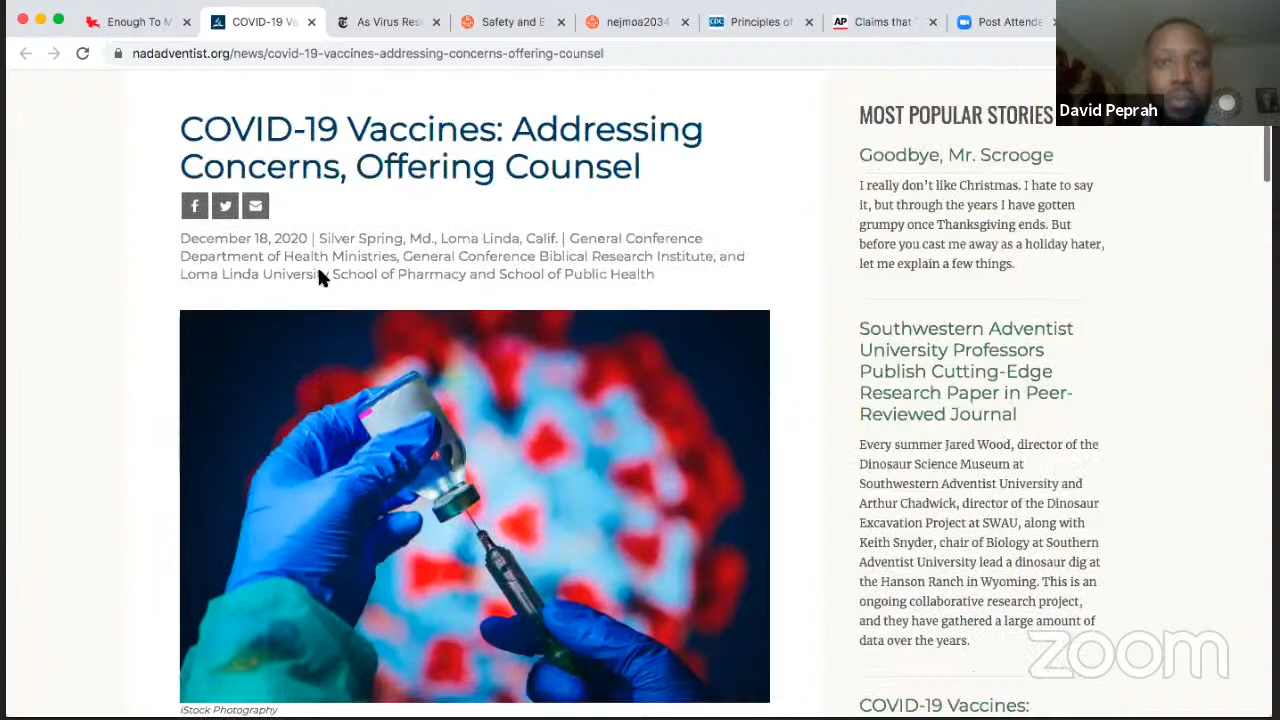 Enough To M
COVID-19 Va
As Virus Res
Safety and E
nejmoa2034
CDC
Principles of
AP
Claims that
Post Attende
nadadventist.org/news/covid-19-vaccines-addressing-concerns-offering-counsel
David Peprah
COVID-19 Vaccines: Addressing
Concerns, Offering Counsel
December 18, 2020 | Silver Spring, Md., Loma Linda, Calif. | General Conference
Department of Health Ministries, General Conference Biblical Research Institute, and
Loma Linda University School of Pharmacy and School of Public Health
iStock Photography
MOST POPULAR STORIES
Goodbye, Mr. Scrooge
I really don't like Christmas. I hate to say
it, but through the years I have gotten
grumpy once Thanksgiving ends. But
before you cast me away as a holiday hater,
let me explain a few things.
Southwestern Adventist
University Professors
Publish Cutting-Edge
Research Paper in Peer-
Reviewed Journal
Every summer Jared Wood, director of the
Dinosaur Science Museum at
Southwestern Adventist University and
Arthur Chadwick, director of the Dinosaur
Excavation Project at SWAU, along with
Keith Snyder, chair of Biology at Southern
Adventist University lead a dinosaur dig at
the Hanson Ranch in Wyoming. This is an
ongoing collaborative research project,
and they have gathered a large amount of
data over the years.
COVID-19 Vaccines:
zoom